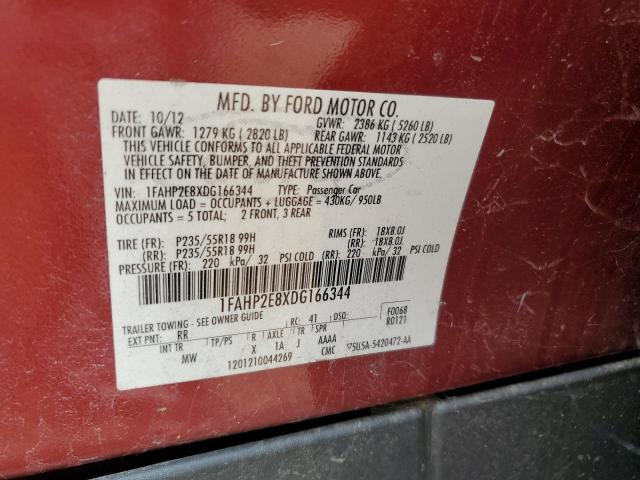 MFD. BY FORD MOTOR CO.
DATE: 10/12 GVWR: 2386 KG ( 5260 LB)
FRONT GAWR: 1279 KG ( 2820 LB) REAR GAWR: 1143 KG ( 2520 LB)
THIS VEHICLE CONFORMS TO ALL APPLICABLE FEDERAL MOTOR
VEHICLE SAFETY, BUMPER, AND THEFT PREVENTION STANDARDS
IN EFFECT ON THE DATE OF MANUFACTURE SHOWN ABOVE.
VIN: 1FAHP2E8XDG166344 TYPE: Passenger Car
MAXIMUM LOAD = OCCUPANTS + LUGGAGE = 430KG/ 950LB
OCCUPANTS = 5 TOTAL; 2 FRONT, 3 REAR
TIRE (FR): P235/55R18 99H RIMS (FR): 18X8.0J.
(RR): P235/55R18 99H (RR): 18X8.0J.
PRESSURE (FR): 220 kPa/ 32 PSI COLD (RR): 220 kPa/ 32 PSI COLD
1FAHP2E8XDG166344
TRAILER TOWING - SEE OWNER GUIDE
EXT PNT: RR RC: 41 DSO: F0068
R0121
INT TR TP/PS R AXLE TR SPR
MW X 1A J AAAA
1201210044269 CMC 5U5A-5420472-AA